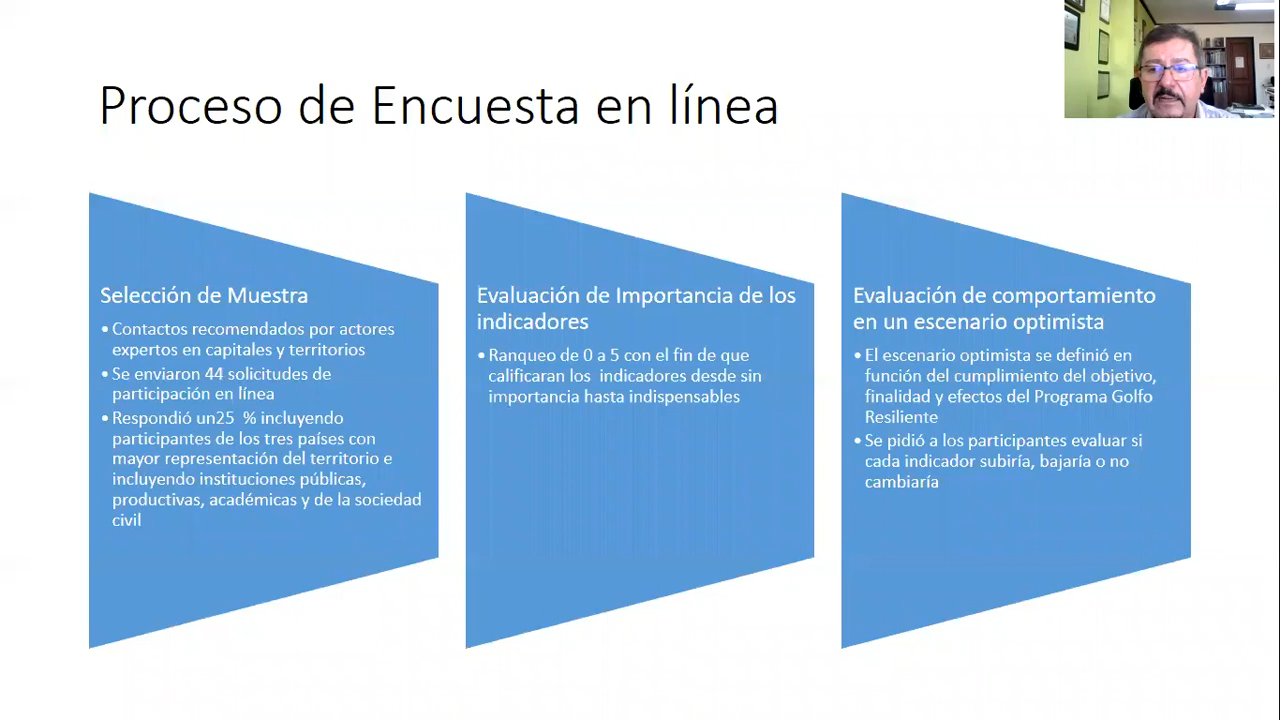 Proceso de Encuesta en línea
Selección de Muestra
• Contactos recomendados por actores
expertos en capitales y territorios
• Se enviaron 44 solicitudes de
participación en línea
• Respondió un25 % incluyendo
participantes de los tres países con
mayor representación del territorio e
incluyendo instituciones públicas,
productivas, académicas y de la sociedad
civil
Evaluación de Importancia de los
indicadores
• Ranqueo de 0 a 5 con el fin de que
calificaran los indicadores desde sin
importancia hasta indispensables
Evaluación de comportamiento
en un escenario optimista
• El escenario optimista se definió en
función del cumplimiento del objetivo,
finalidad y efectos del Programa Golfo
Resiliente
• Se pidió a los participantes evaluar si
cada indicador subiría, bajaría o no
cambiaría